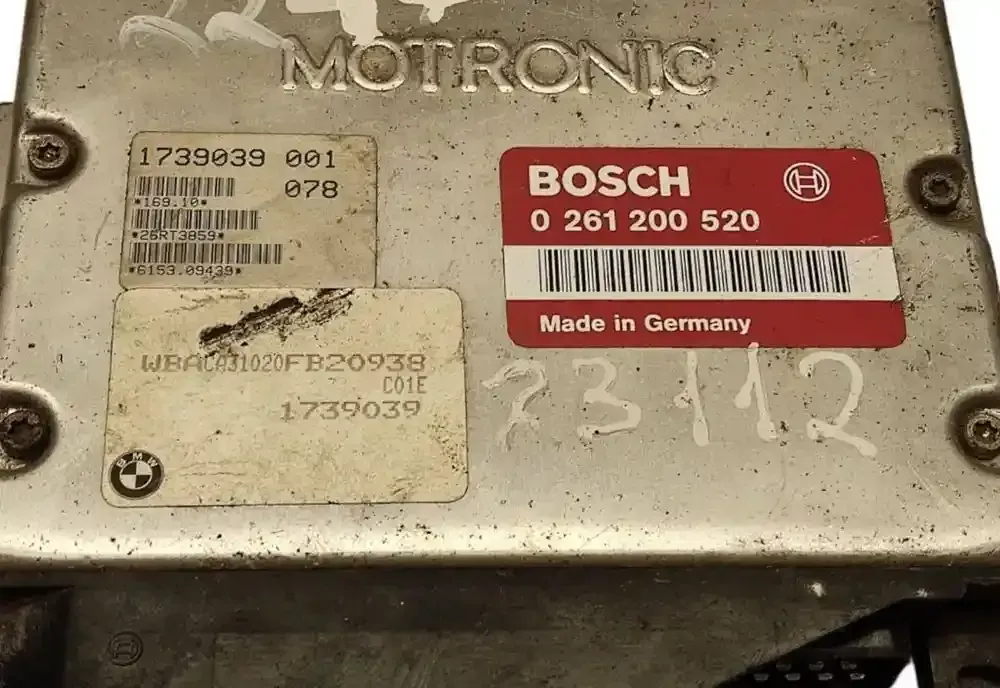 MOTRONIC
1739039 001
078
*169.10*
*26RT3859*
*6153.09439*
BOSCH
0 261 200 520
Made in Germany
WBACA31020FB20938
C01E
1739039
BMW
23112